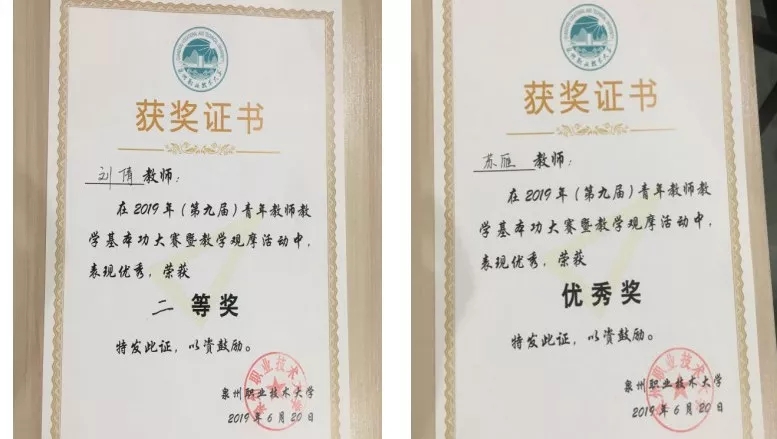 获奖证书
刘隋 教师：
在2019年（第九届）青年教师教
学基本功大赛暨教学观摩活动中，
表现优秀，荣获
二 等奖
特发此证，以资鼓励。
泉州职业技术大学
2019年6月20日
获奖证书
苏雁 教师：
在2019年（第九届）青年教师教
学基本功大赛暨教学观摩活动中，
表现优秀，荣获
优秀奖
特发此证，以资鼓励。
泉州职业技术大学
2019年6月20日